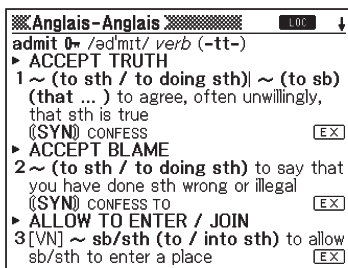 Anglais-Anglais LOC ↓
admit /əd'mɪt/ verb (-tt-)
► ACCEPT TRUTH
1 ~ (to sth / to doing sth)| ~ (to sb)
(that ... ) to agree, often unwillingly,
that sth is true
(SYN) CONFESS EX
► ACCEPT BLAME
2 ~ (to sth / to doing sth) to say that
you have done sth wrong or illegal
(SYN) CONFESS TO EX
► ALLOW TO ENTER / JOIN
3 [VN] ~ sb/sth (to / into sth) to allow
sb/sth to enter a place EX